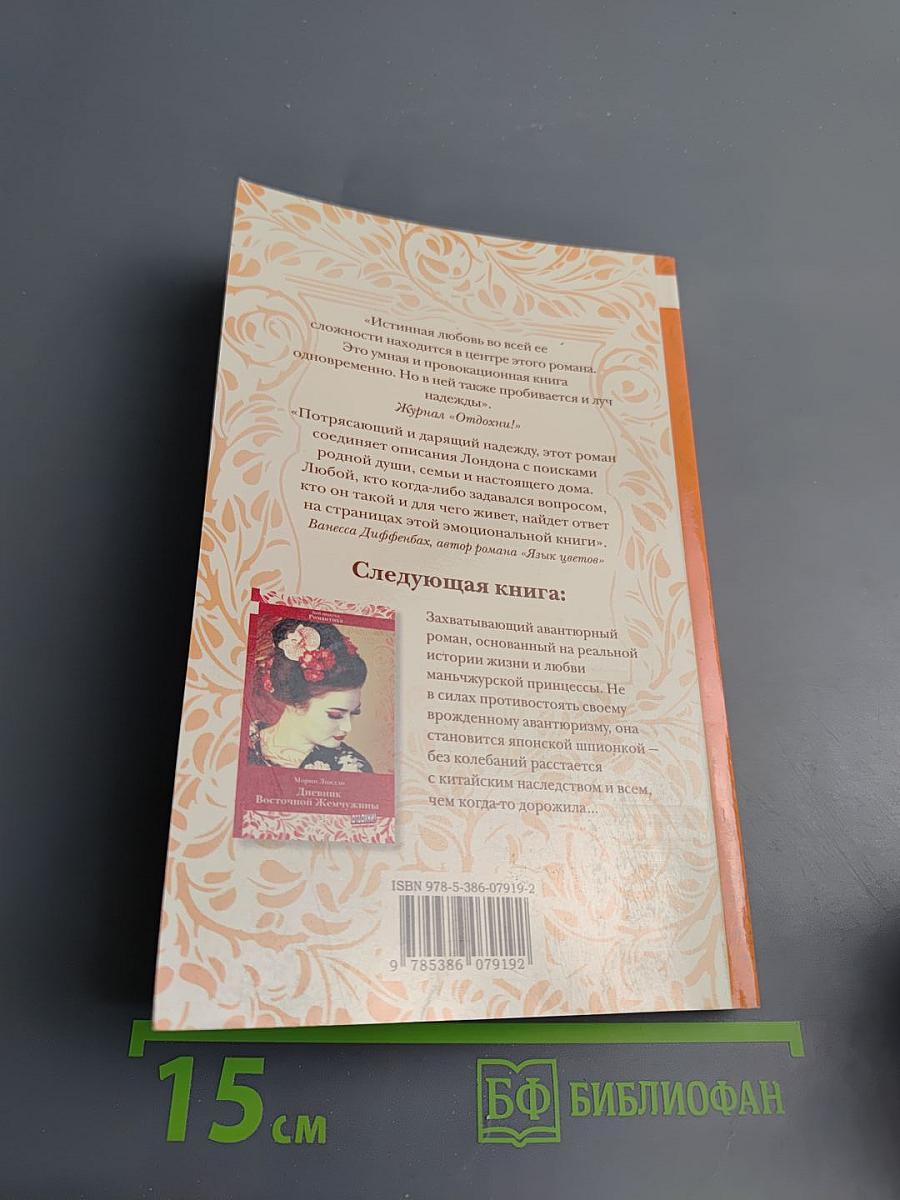 «Истинная любовь во всей ее
сложности находится в центре этого романа.
Это умная и провокационная книга
одновременно. Но в ней также пробивается и луч
надежды».
Журнал «Отдохни!»
«Потрясающий и дарящий надежду, этот роман
соединяет описания Лондона с поисками
родной души, семьи и настоящего дома.
Любой, кто когда-либо задавался вопросом,
кто он такой и для чего живет, найдет ответ
на страницах этой эмоциональной книги».
Ванесса Диффенбах, автор романа «Язык цветов»
Следующая книга:
Романтика
Дневник
Восточной Жемчужины
ОТДОХНИ!
Захватывающий авантюрный
роман, основанный на реальной
истории жизни и любви
маньчжурской принцессы. Не
в силах противостоять своему
врожденному авантюризму, она
становится японской шпионкой —
без колебаний расстается
с китайским наследством и всем,
чем когда-то дорожила...
ISBN 978-5-386-07919-2
9 785386 079192
15 см
БФ БИБЛИОФАН